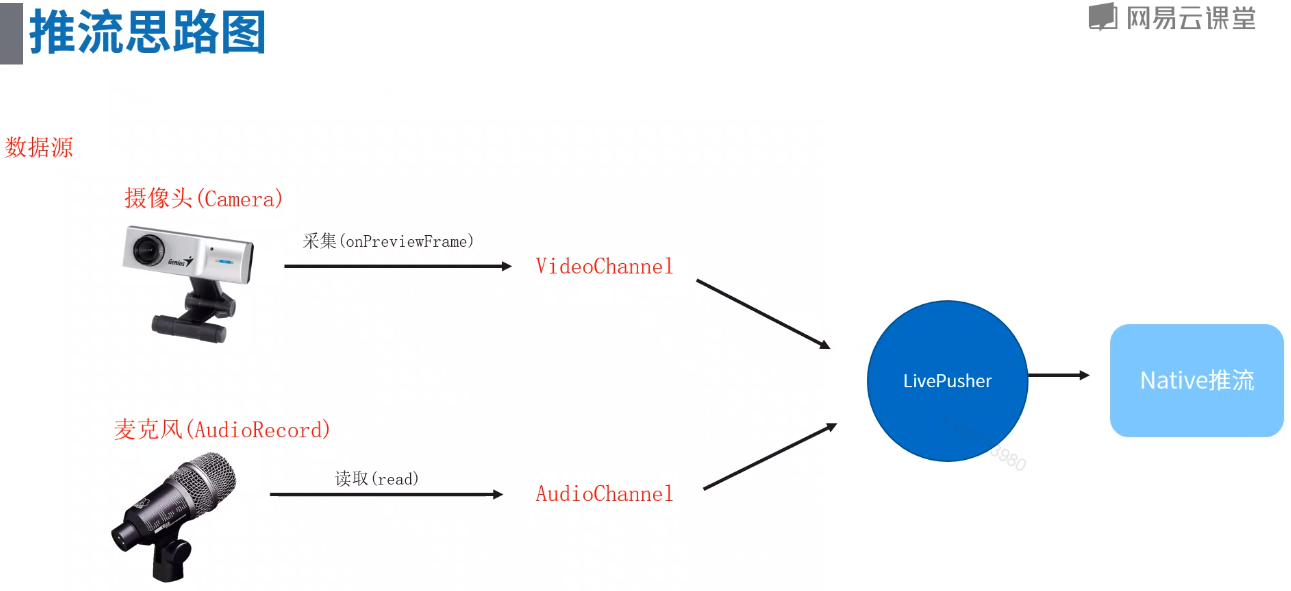 推流思路图
网易云课堂
数据源
摄像头(Camera)
采集(onPreviewFrame)
Genius
VideoChannel
LivePusher
Native推流
3980
麦克风(AudioRecord)
读取(read)
AudioChannel